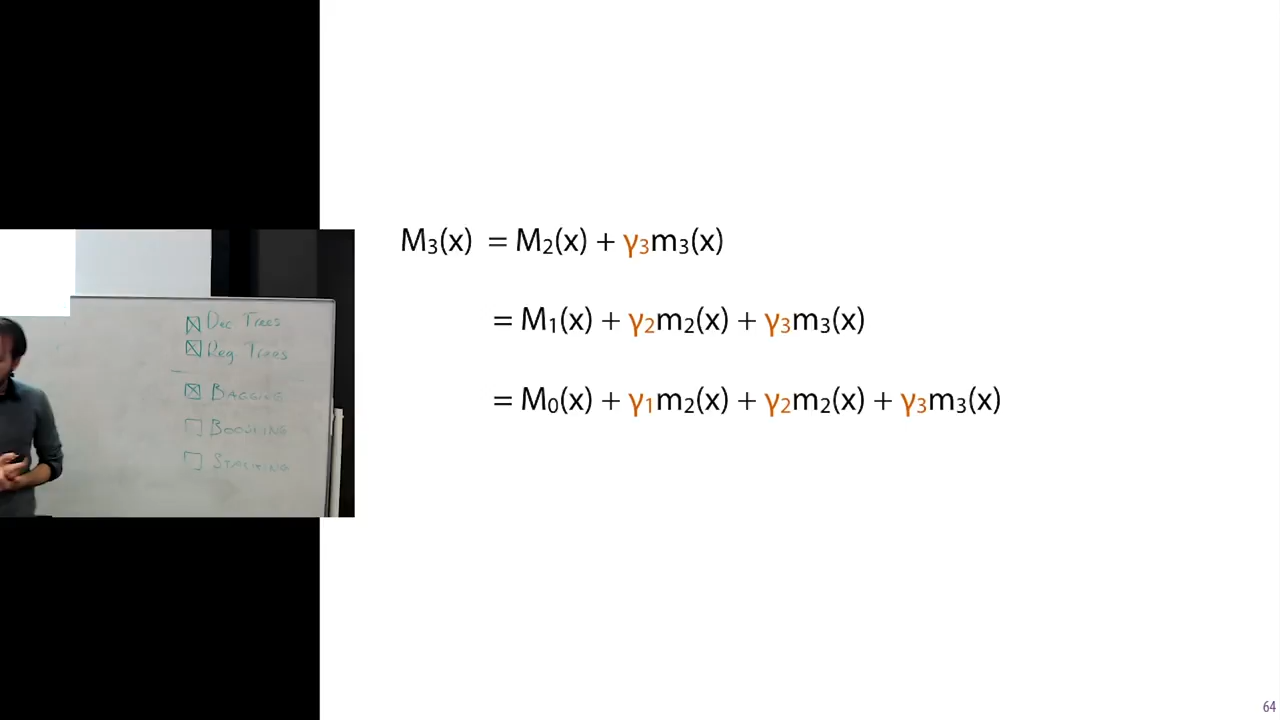 M₃(x) = M₂(x) + γ₃m₃(x)
= M₁(x) + γ₂m₂(x) + γ₃m₃(x)
= M₀(x) + γ₁m₂(x) + γ₂m₂(x) + γ₃m₃(x)
Dec Trees
Reg Trees
BAGGING
BOOSTING
STACKING
64